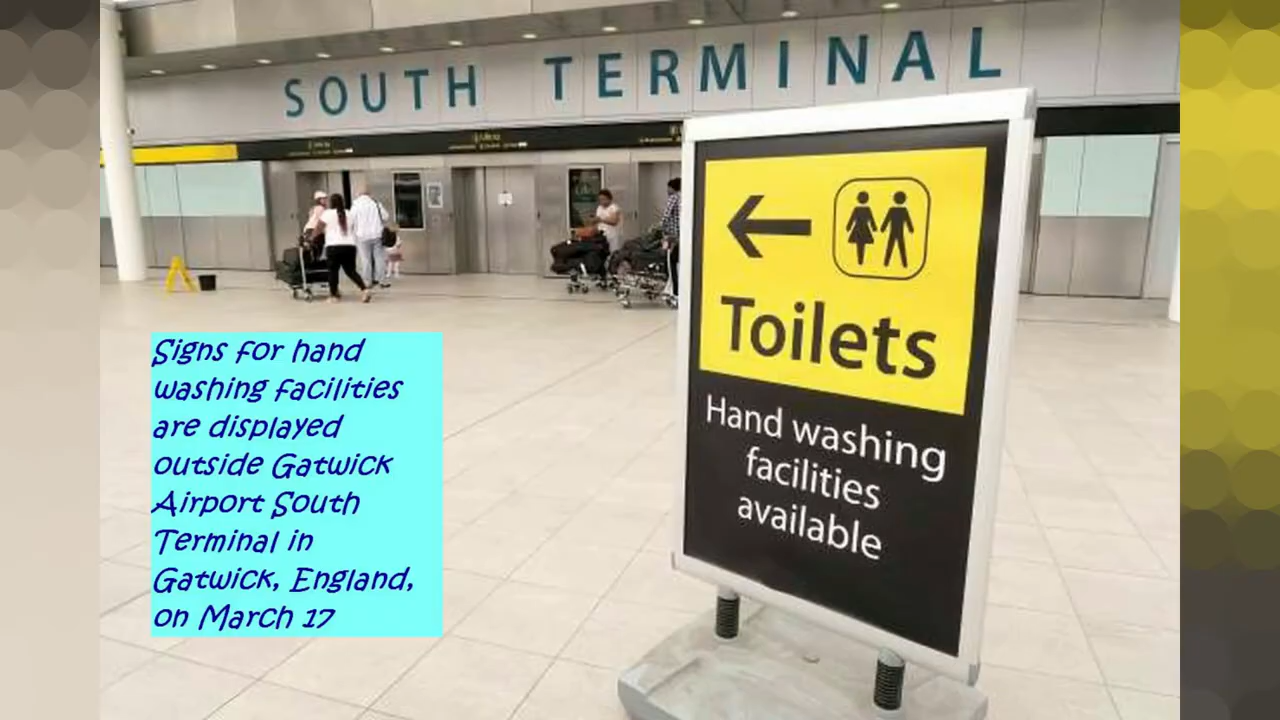 SOUTH TERMINAL
Toilets
Hand washing
facilities
available
Signs for hand
washing facilities
are displayed
outside Gatwick
Airport South
Terminal in
Gatwick, England,
on March 17